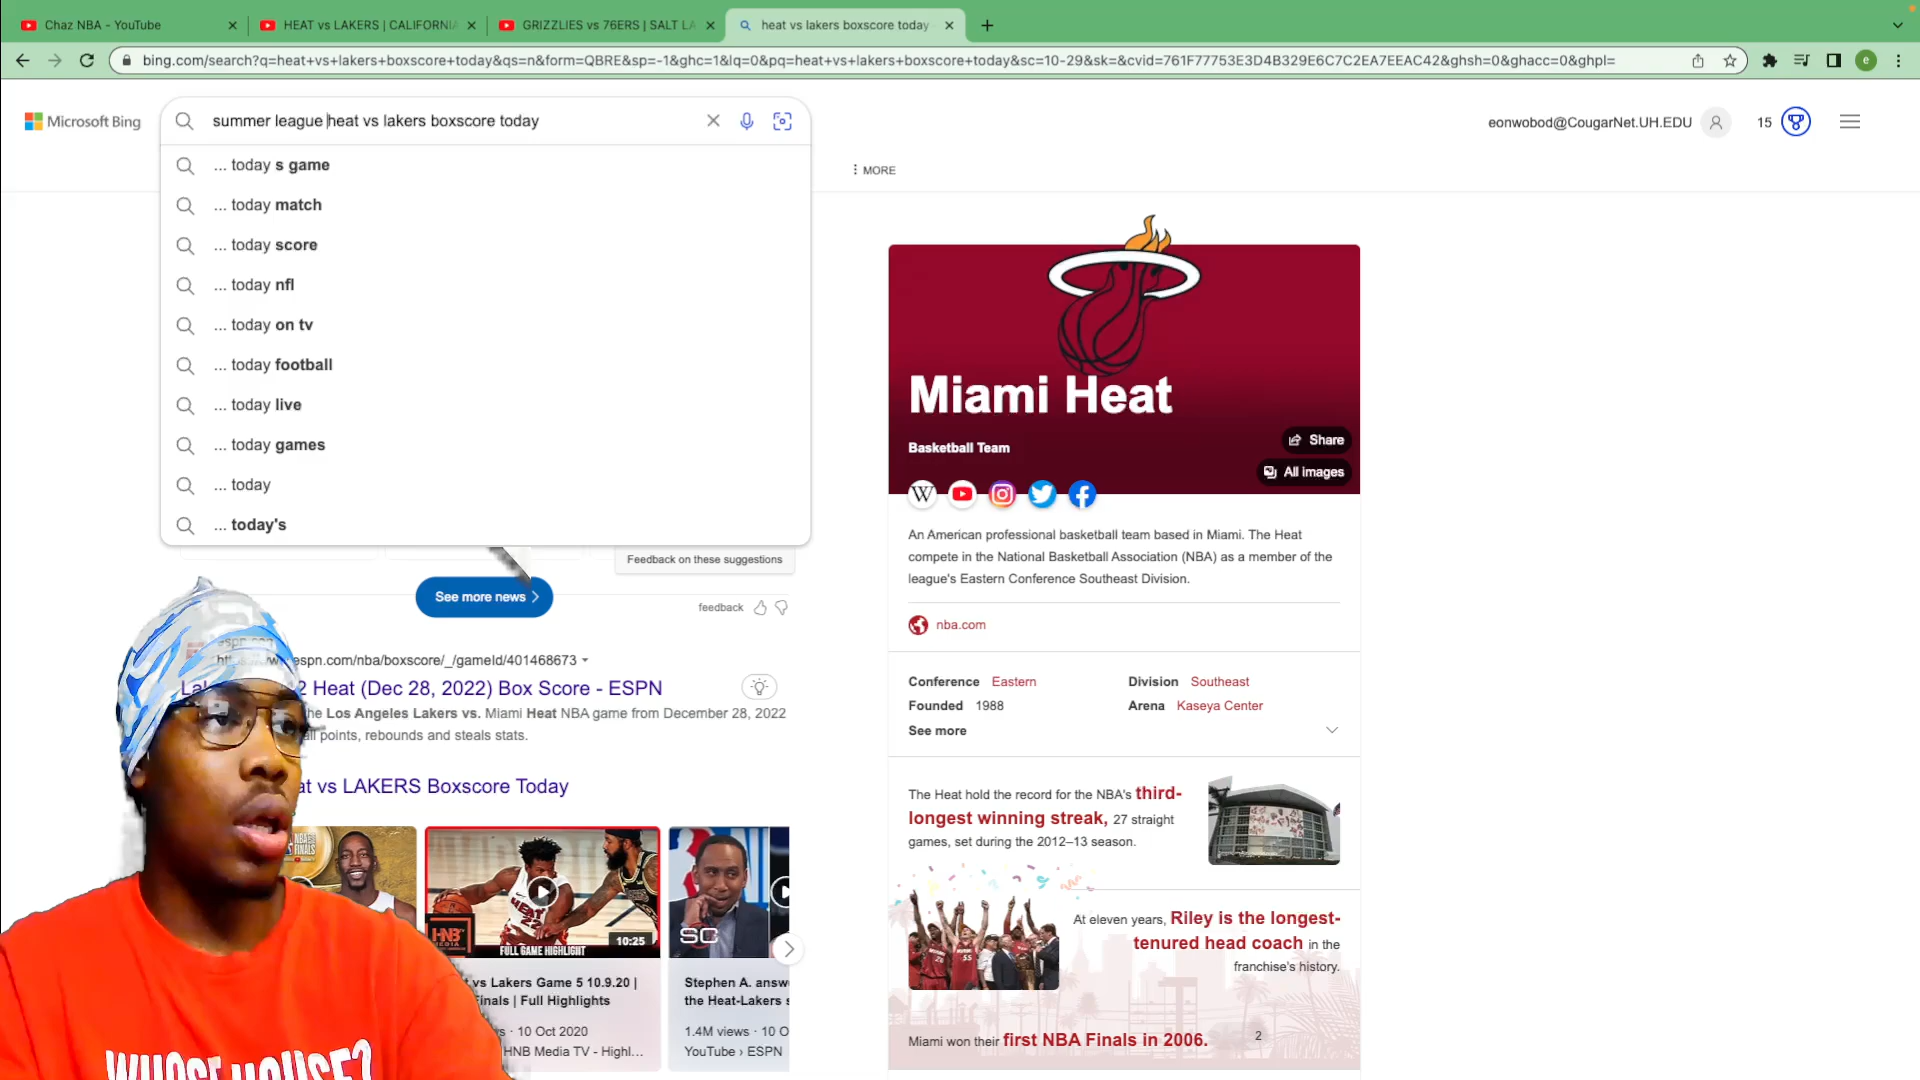 Chaz NBA - YouTube
HEAT vs LAKERS | CALIFORNIA
GRIZZLIES vs 76ERS | SALT LA
heat vs lakers boxscore today
bing.com/search?q=heat+vs+lakers+boxscore+today&qs=n&form=QBRE&sp=-1&ghc=1&lq=0&pq=heat+vs+lakers+boxscore+today&sc=10-29&sk=&cvid=761F77753E3D4B329E6C7C2EA7EEAC42&ghsh=0&ghacc=0&ghpl=
e
Microsoft Bing
summer league heat vs lakers boxscore today
eonwobod@CougarNet.UH.EDU
15
MORE
... today s game
... today match
... today score
... today nfl
... today on tv
... today football
... today live
... today games
... today
... today's
Feedback on these suggestions
See more news
feedback
espn.com/nba/boxscore/_/gameId/401468673
2 Heat (Dec 28, 2022) Box Score - ESPN
Los Angeles Lakers vs. Miami Heat NBA game from December 28, 2022
all points, rebounds and steals stats.
vs LAKERS Boxscore Today
HEAT
22
HNB
MEDIA
FULL GAME HIGHLIGHT
10:25
SC
vs Lakers Game 5 10.9.20 |
Finals | Full Highlights
10 Oct 2020
HNB Media TV - Highl...
Stephen A. answ
the Heat-Lakers s
1.4M views · 10 O
YouTube › ESPN
WHOSE HOUSE?
Miami Heat
Basketball Team
Share
All images
W
An American professional basketball team based in Miami. The Heat
compete in the National Basketball Association (NBA) as a member of the
league's Eastern Conference Southeast Division.
nba.com
Conference Eastern
Division Southeast
Founded 1988
Arena Kaseya Center
See more
The Heat hold the record for the NBA's third-
longest winning streak, 27 straight
games, set during the 2012–13 season.
At eleven years, Riley is the longest-
tenured head coach in the
franchise's history.
55
Miami won their first NBA Finals in 2006.
2